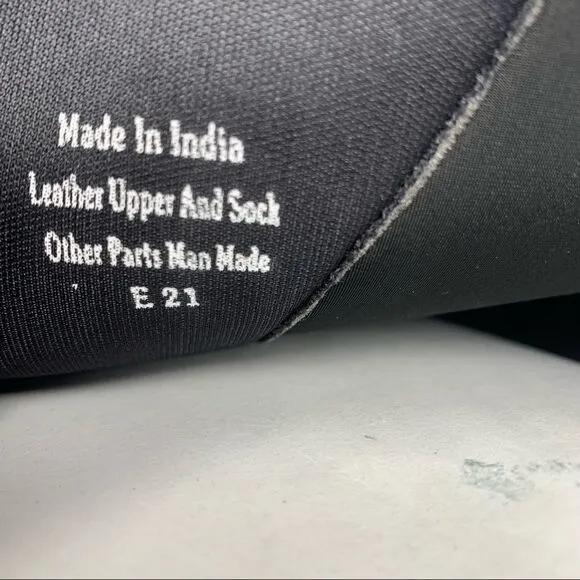 Made In India
Leather Upper And Sock
Other Parts Man Made
E 21